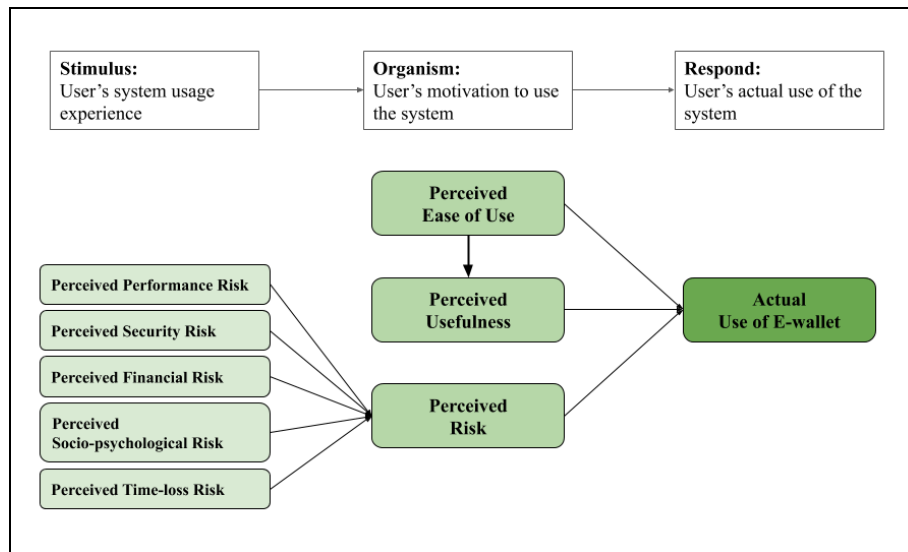 Stimulus:
User's system usage
experience
Organism:
User's motivation to use
the system
Respond:
User's actual use of the
system
Perceived
Ease of Use
Perceived
Usefulness
Perceived
Risk
Perceived Performance Risk
Perceived Security Risk
Perceived Financial Risk
Perceived
Socio-psychological Risk
Perceived Time-loss Risk
Actual
Use of E-wallet